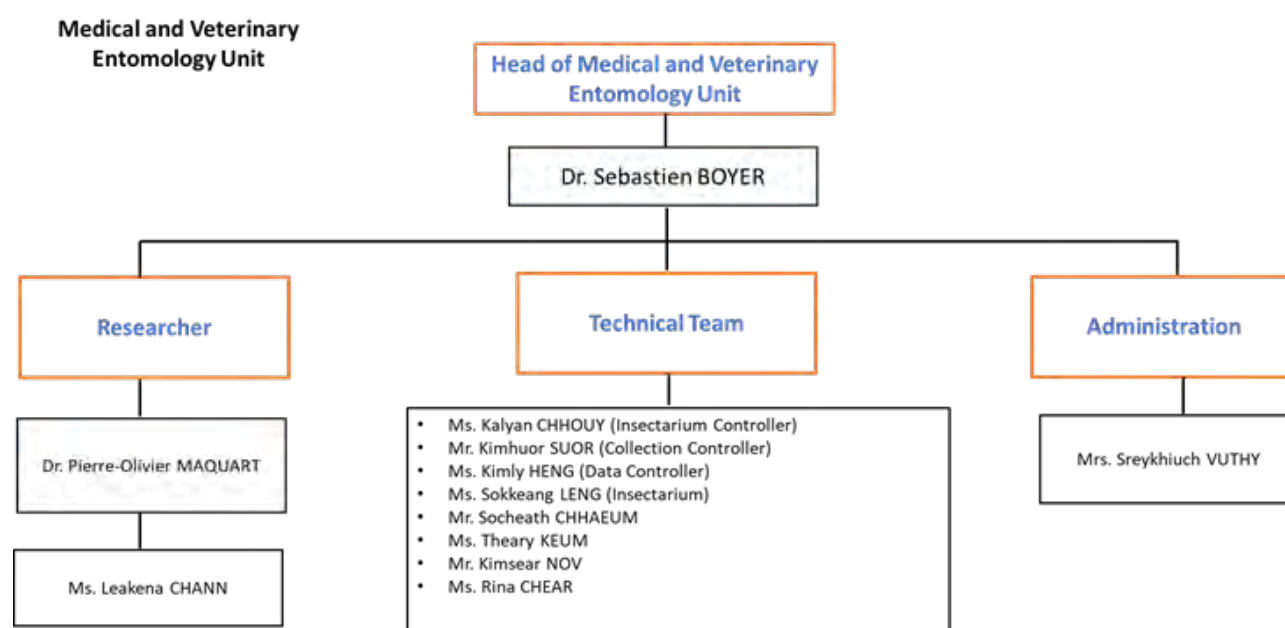 Medical and Veterinary
Entomology Unit
Head of Medical and Veterinary
Entomology Unit
Dr. Sebastien BOYER
Researcher
Technical Team
Administration
Dr. Pierre-Olivier MAQUART
Ms. Leakena CHANN
• Ms. Kalyan CHHOUY (Insectarium Controller)
• Mr. Kimhuor SUOR (Collection Controller)
• Ms. Kimly HENG (Data Controller)
• Ms. Sokkeang LENG (Insectarium)
• Mr. Socheath CHHAEUM
• Ms. Theary KEUM
• Mr. Kimsear NOV
• Ms. Rina CHEAR
Mrs. Sreykhiuch VUTHY